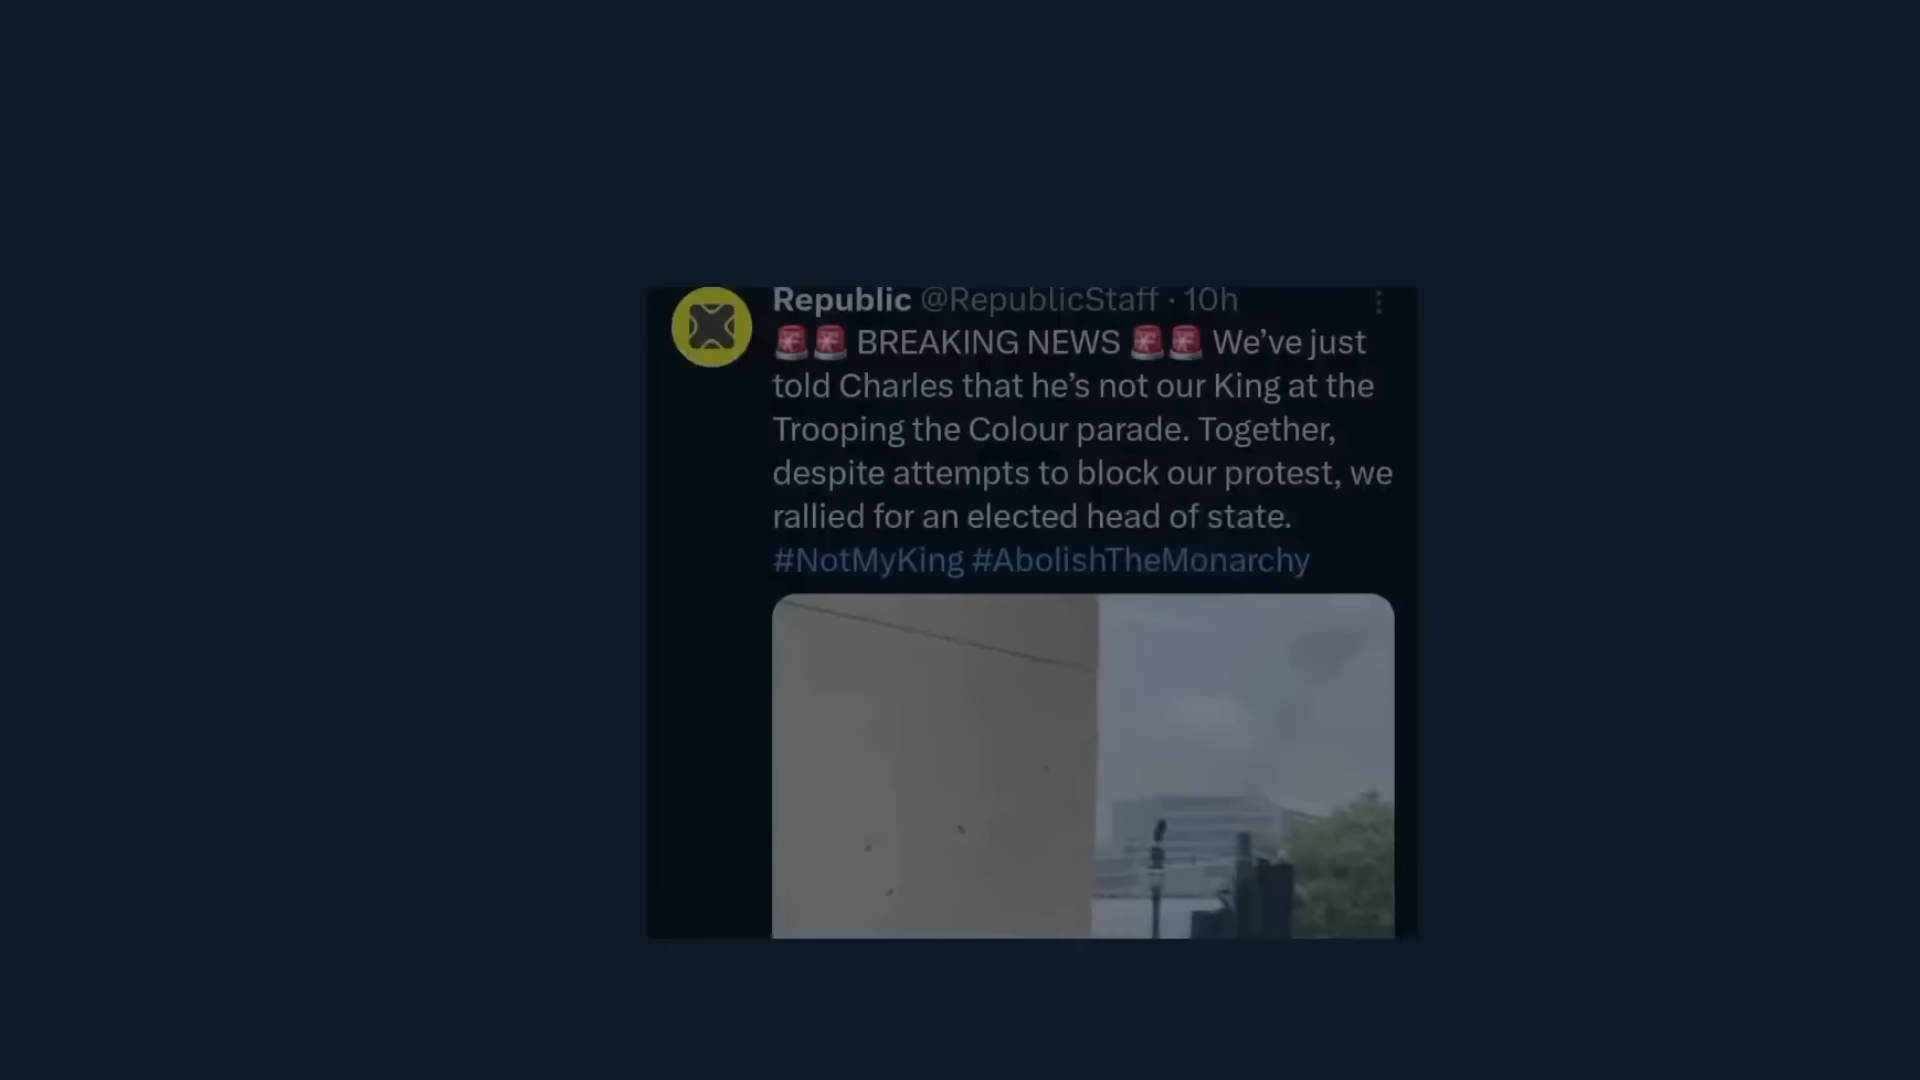 Republic @RepublicStaff · 10h
🚨🚨 BREAKING NEWS 🚨🚨 We’ve just
told Charles that he’s not our King at the
Trooping the Colour parade. Together,
despite attempts to block our protest, we
rallied for an elected head of state.
#NotMyKing #AbolishTheMonarchy